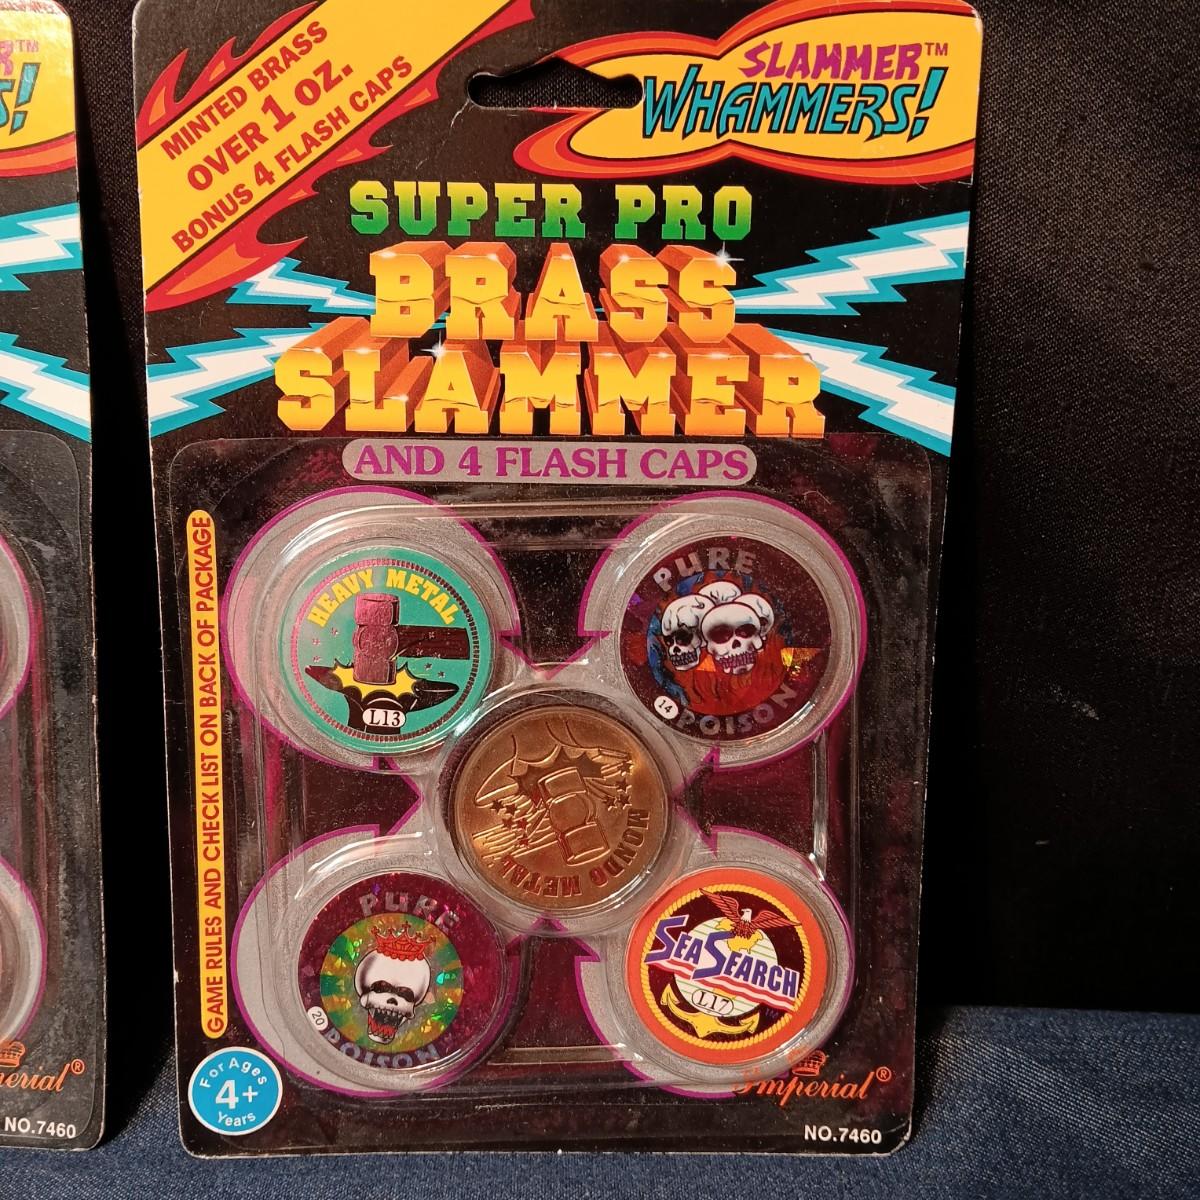 MINTED BRASS
OVER 1 OZ.
BONUS 4 FLASH CAPS
SLAMMER™
WHAMMERS!
SUPER PRO
BRASS
SLAMMER
AND 4 FLASH CAPS
GAME RULES AND CHECK LIST ON BACK OF PACKAGE
HEAVY METAL
L13
PURE
14
POISON
MONDO METAL
PURE
20
POISON
SEA SEARCH
L17
For Ages
4+
Years
Imperial®
NO.7460
NO.7460